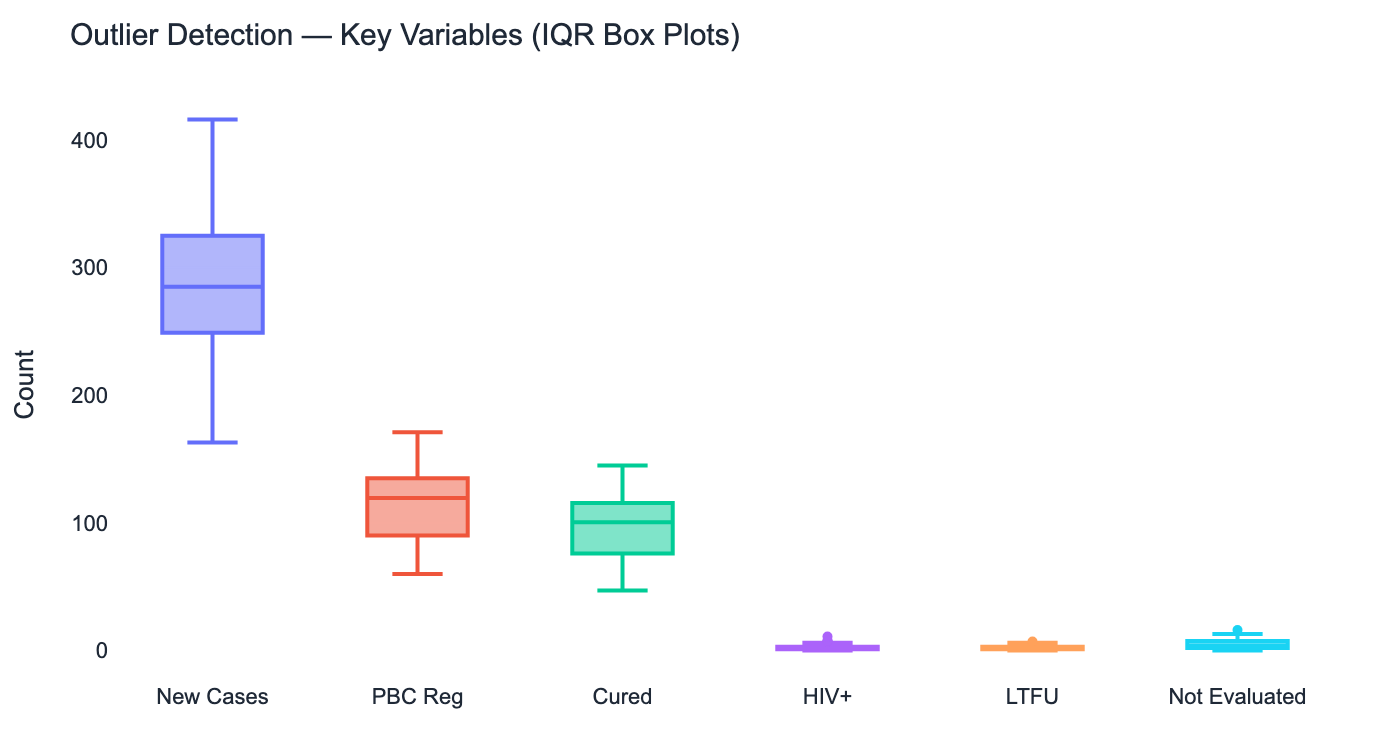 Outlier Detection — Key Variables (IQR Box Plots)
400
300
200
100
0
Count
New Cases
PBC Reg
Cured
HIV+
LTFU
Not Evaluated